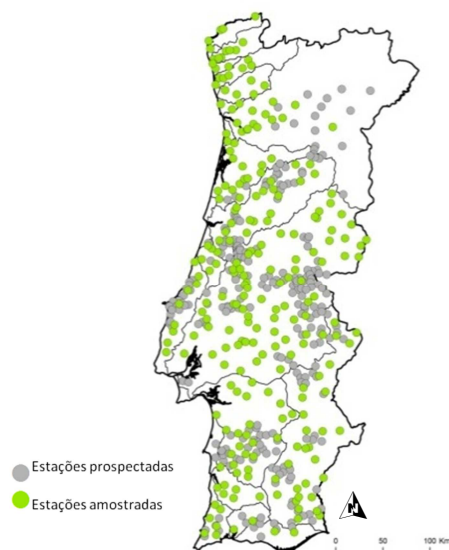 Estações prospectadas
Estações amostradas
N
0 50 100 Km